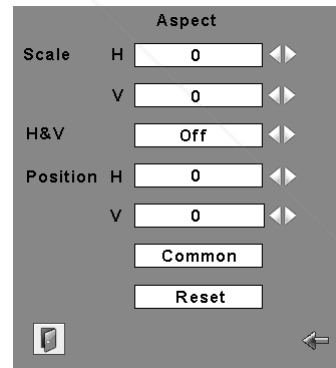 Aspect
Scale H 0
V 0
H&V Off
Position H 0
V 0
Common
Reset